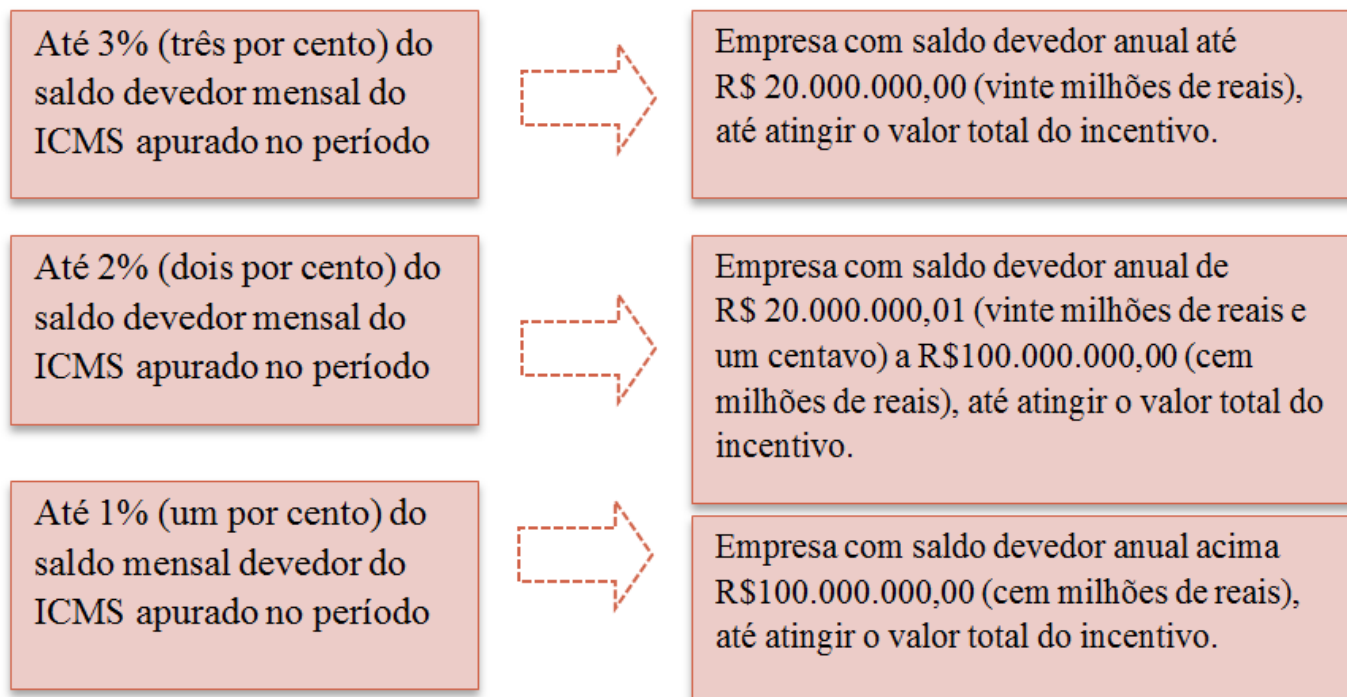 Até 3% (três por cento) do
saldo devedor mensal do
ICMS apurado no período
Empresa com saldo devedor anual até
R$ 20.000.000,00 (vinte milhões de reais),
até atingir o valor total do incentivo.
Até 2% (dois por cento) do
saldo devedor mensal do
ICMS apurado no período
Empresa com saldo devedor anual de
R$ 20.000.000,01 (vinte milhões de reais e
um centavo) a R$100.000.000,00 (cem
milhões de reais), até atingir o valor total do
incentivo.
Até 1% (um por cento) do
saldo mensal devedor do
ICMS apurado no período
Empresa com saldo devedor anual acima
R$100.000.000,00 (cem milhões de reais),
até atingir o valor total do incentivo.